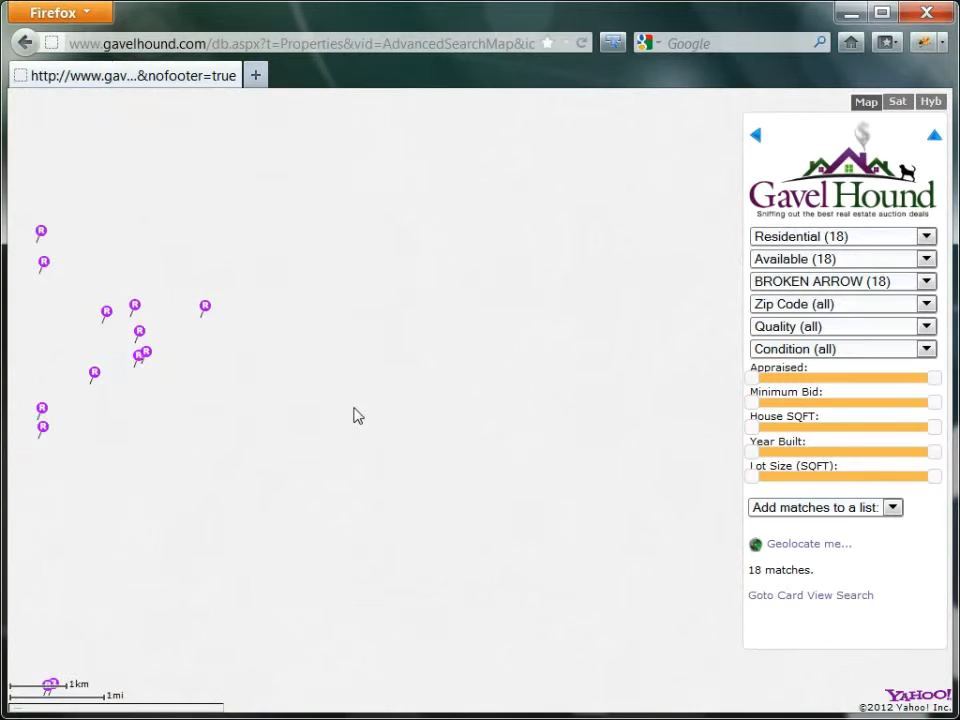 Firefox
www.gavelhound.com/db.aspx?t=Properties&vid=AdvancedSearchMap&ic
Google
http://www.gav...&nofooter=true
Map Sat Hyb
GAVEL HOUND
Sniffing out the best real estate auction deals
Residential (18)
Available (18)
BROKEN ARROW (18)
Zip Code (all)
Quality (all)
Condition (all)
Appraised:
Minimum Bid:
House SQFT:
Year Built:
Lot Size (SQFT):
Add matches to a list:
Geolocate me...
18 matches.
Goto Card View Search
R
R
R
R
R
R
R
R
R
R
R
1km
1mi
YAHOO!
©2012 Yahoo! Inc.